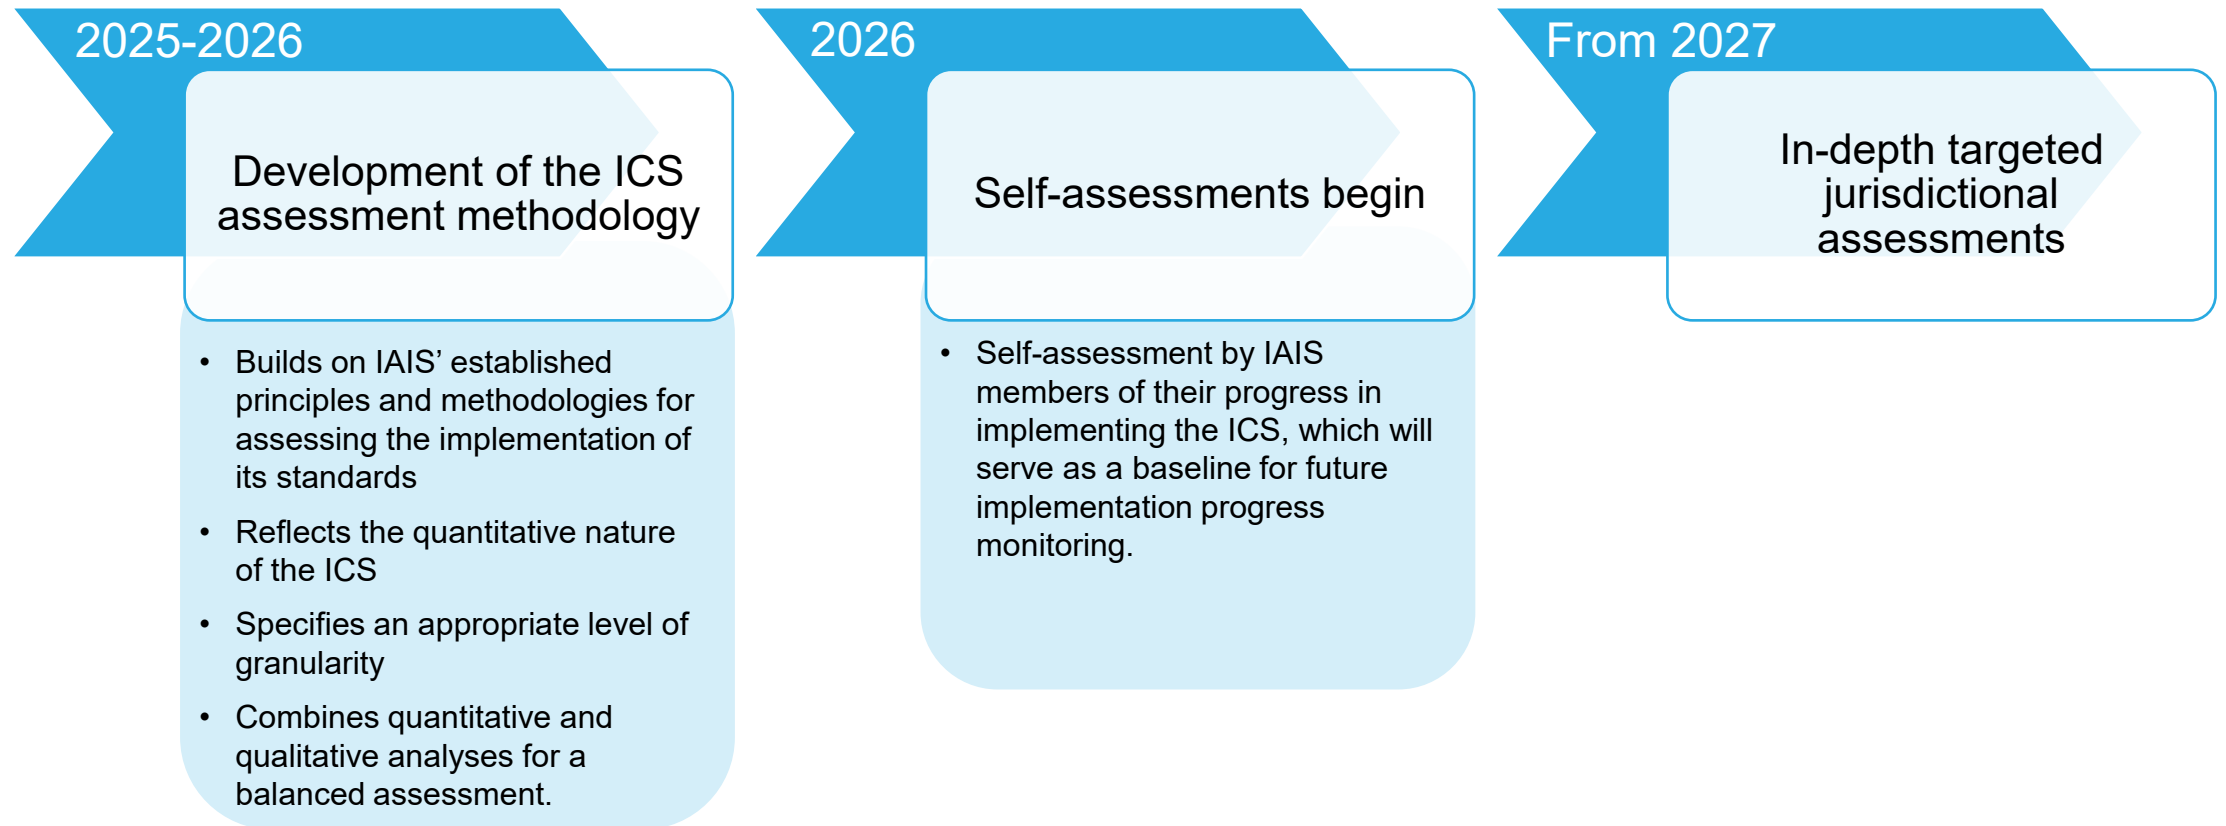 2025-2026
Development of the ICS
assessment methodology
• Builds on IAIS’ established
principles and methodologies for
assessing the implementation of
its standards
• Reflects the quantitative nature
of the ICS
• Specifies an appropriate level of
granularity
• Combines quantitative and
qualitative analyses for a
balanced assessment.
2026
Self-assessments begin
• Self-assessment by IAIS
members of their progress in
implementing the ICS, which will
serve as a baseline for future
implementation progress
monitoring.
From 2027
In-depth targeted
jurisdictional
assessments